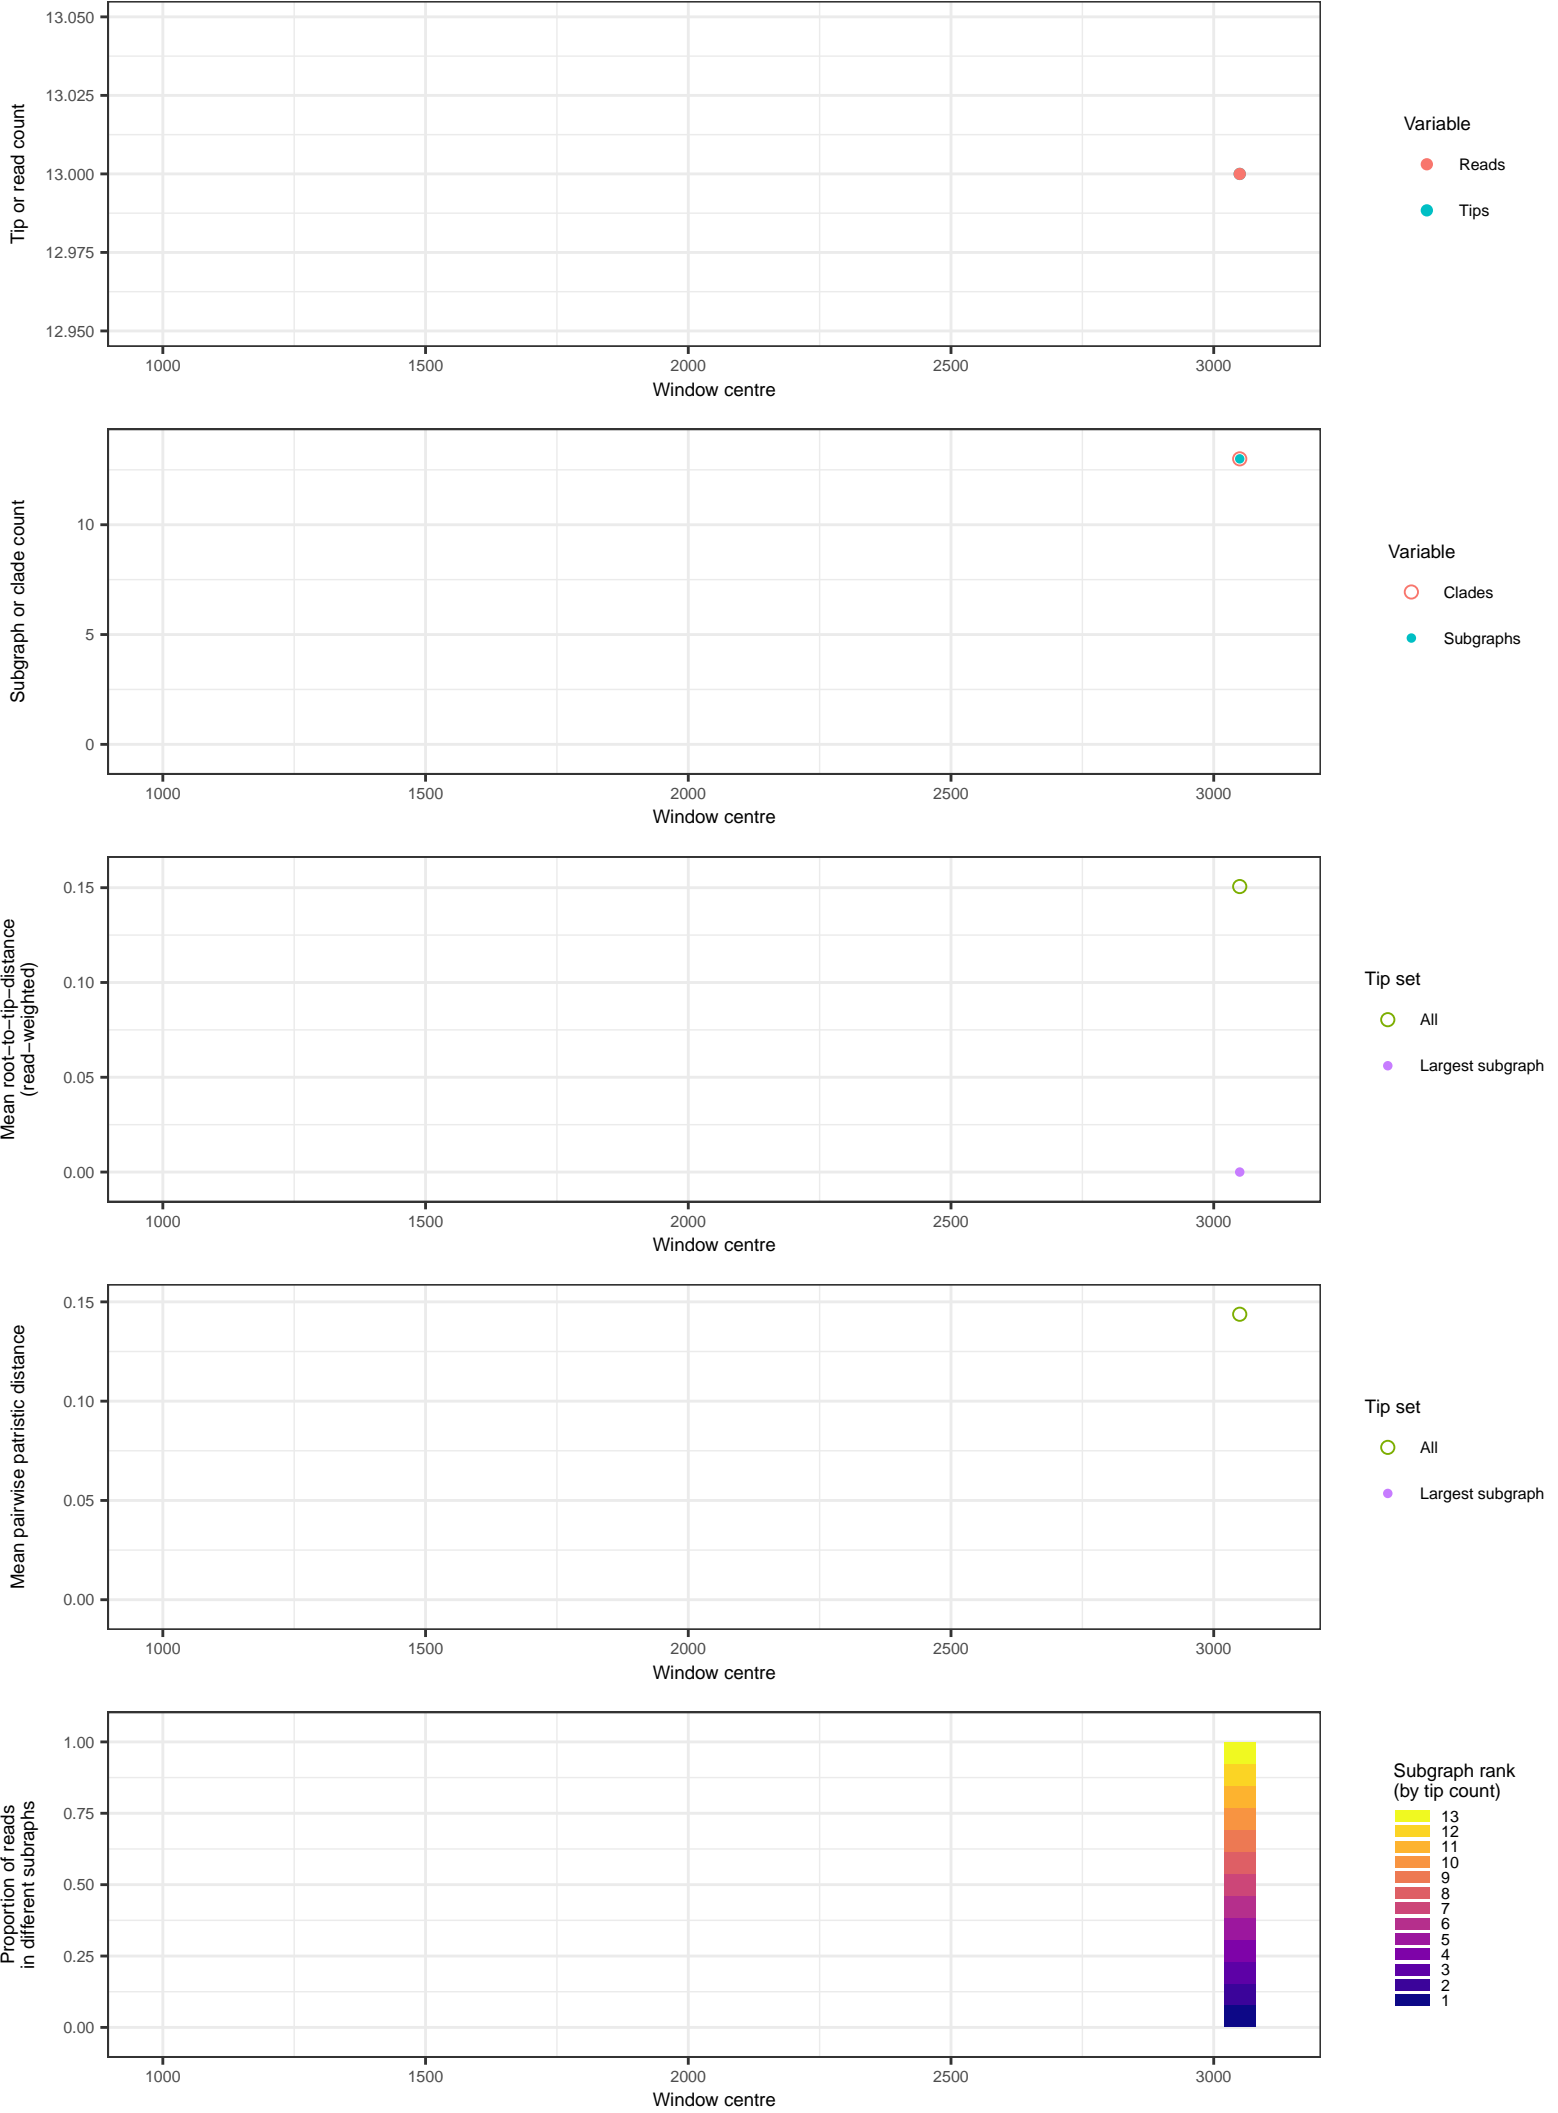 13.050
13.025
13.000
12.975
12.950
Tip or read count
1000 1500 2000 2500 3000
Window centre
Variable
Reads
Tips
10
5
0
Subgraph or clade count
1000 1500 2000 2500 3000
Window centre
Variable
Clades
Subgraphs
0.15
0.10
0.05
0.00
Mean root−to−tip−distance
(read−weighted)
1000 1500 2000 2500 3000
Window centre
Tip set
All
Largest subgraph
0.15
0.10
0.05
0.00
Mean pairwise patristic distance
1000 1500 2000 2500 3000
Window centre
Tip set
All
Largest subgraph
1.00
0.75
0.50
0.25
0.00
Proportion of reads
in different subraphs
1000 1500 2000 2500 3000
Window centre
Subgraph rank
(by tip count)
13
12
11
10
9
8
7
6
5
4
3
2
1